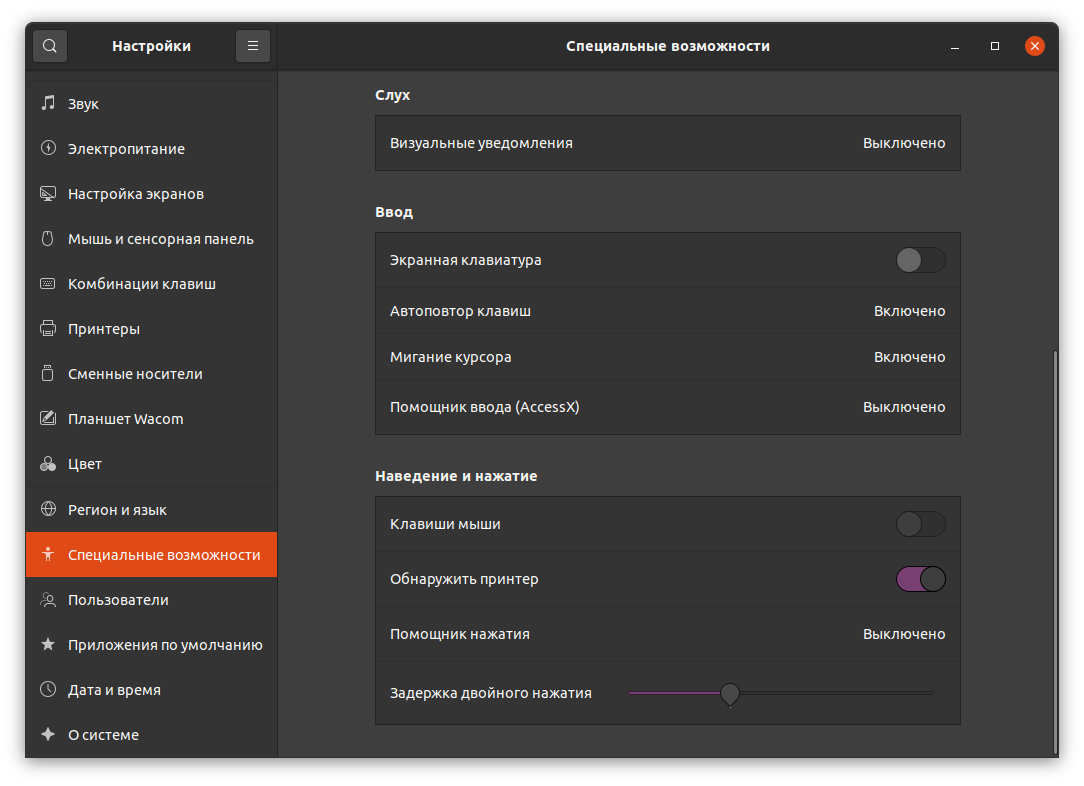 Настройки
Специальные возможности
Звук
Электропитание
Настройка экранов
Мышь и сенсорная панель
Комбинации клавиш
Принтеры
Сменные носители
Планшет Wacom
Цвет
Регион и язык
Специальные возможности
Пользователи
Приложения по умолчанию
Дата и время
О системе
Слух
Визуальные уведомления Выключено
Ввод
Экранная клавиатура
Автоповтор клавиш Включено
Мигание курсора Включено
Помощник ввода (AccessX) Выключено
Наведение и нажатие
Клавиши мыши
Обнаружить принтер
Помощник нажатия Выключено
Задержка двойного нажатия